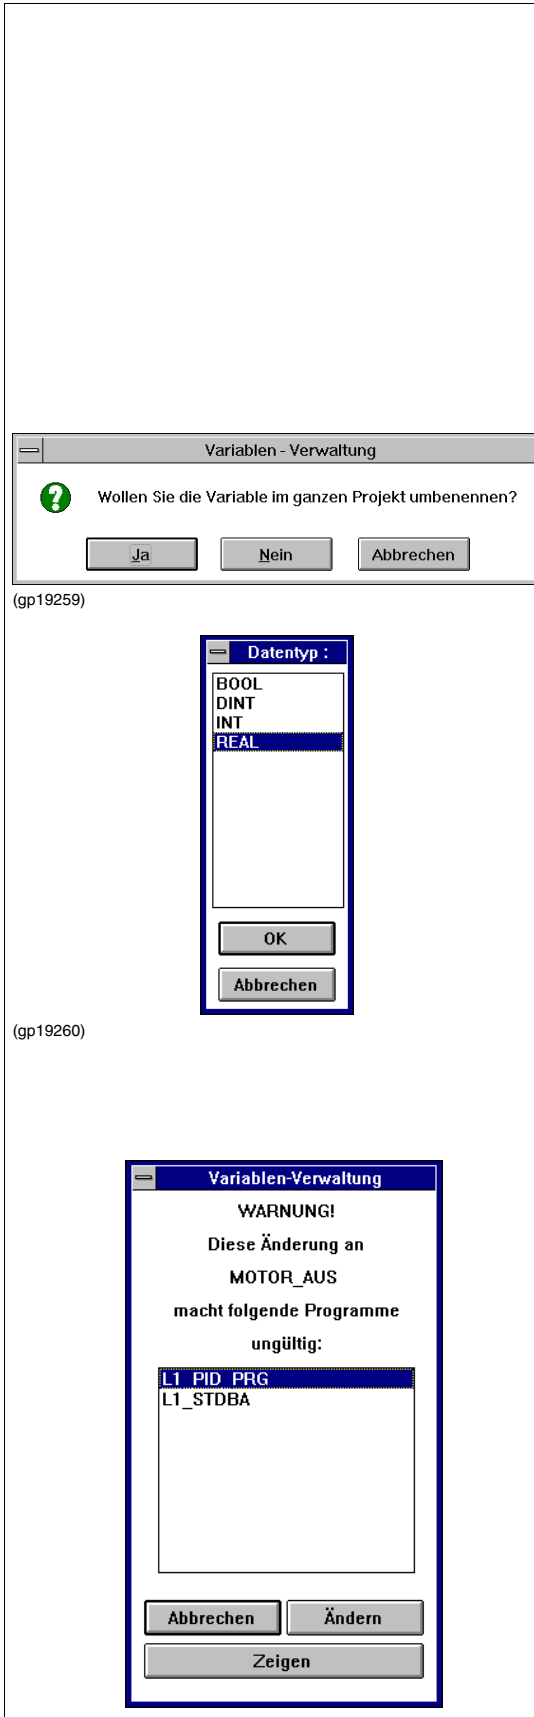 Variablen - Verwaltung
Wollen Sie die Variable im ganzen Projekt umbenennen?
Ja
Nein
Abbrechen
(gp19259)
Datentyp :
BOOL
DINT
INT
REAL
OK
Abbrechen
(gp19260)
Variablen-Verwaltung
WARNUNG!
Diese Änderung an
MOTOR_AUS
macht folgende Programme
ungültig:
L1_PID_PRG
L1_STDBA
Abbrechen
Ändern
Zeigen